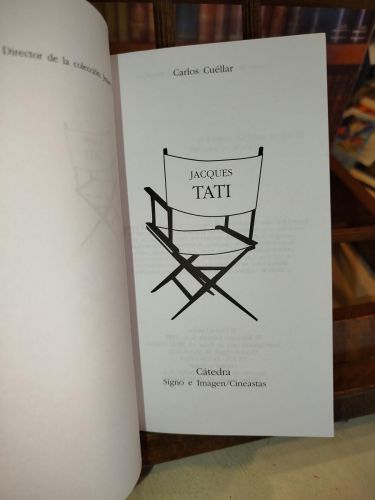 Director de la colección:
Carlos Cuéllar
JACQUES
TATI
Cátedra
Signo e Imagen/Cineastas